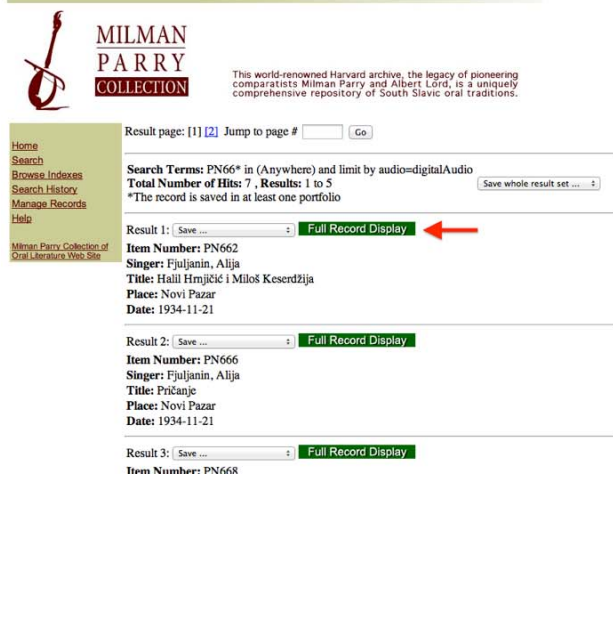 MILMAN
PARRY
COLLECTION
This world-renowned Harvard archive, the legacy of pioneering
comparatists Milman Parry and Albert Lord, is a uniquely
comprehensive repository of South Slavic oral traditions.
Home
Search
Browse Indexes
Search History
Manage Records
Help
Milman Parry Collection of
Oral Literature Web Site
Result page: [1] [2] Jump to page # Go
Search Terms: PN66* in (Anywhere) and limit by audio=digitalAudio
Total Number of Hits: 7 , Results: 1 to 5
Save whole result set ...
*The record is saved in at least one portfolio
Result 1: Save ... Full Record Display
Item Number: PN662
Singer: Fjuljanin, Alija
Title: Halil Hrnjičić i Miloš Keserdžija
Place: Novi Pazar
Date: 1934-11-21
Result 2: Save ... Full Record Display
Item Number: PN666
Singer: Fjuljanin, Alija
Title: Pričanje
Place: Novi Pazar
Date: 1934-11-21
Result 3: Save ... Full Record Display
Item Number: PN668